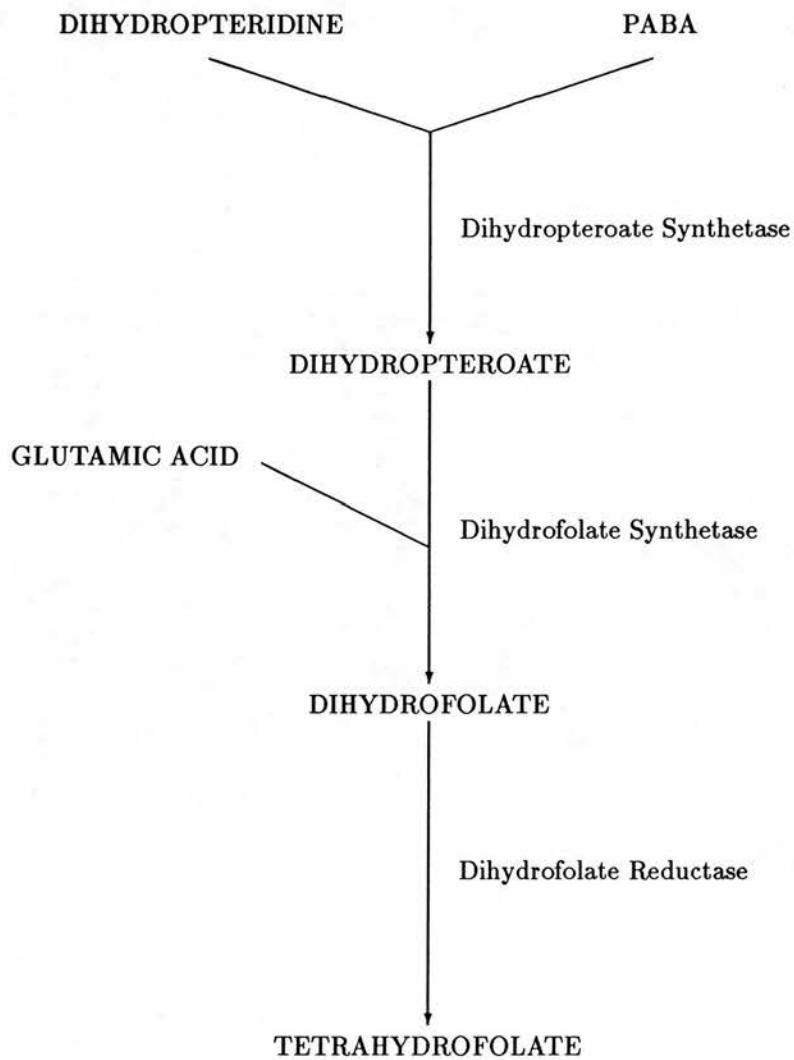 DIHYDROPTERIDINE PABA
Dihydropteroate Synthetase
DIHYDROPTEROATE
GLUTAMIC ACID
Dihydrofolate Synthetase
DIHYDROFOLATE
Dihydrofolate Reductase
TETRAHYDROFOLATE